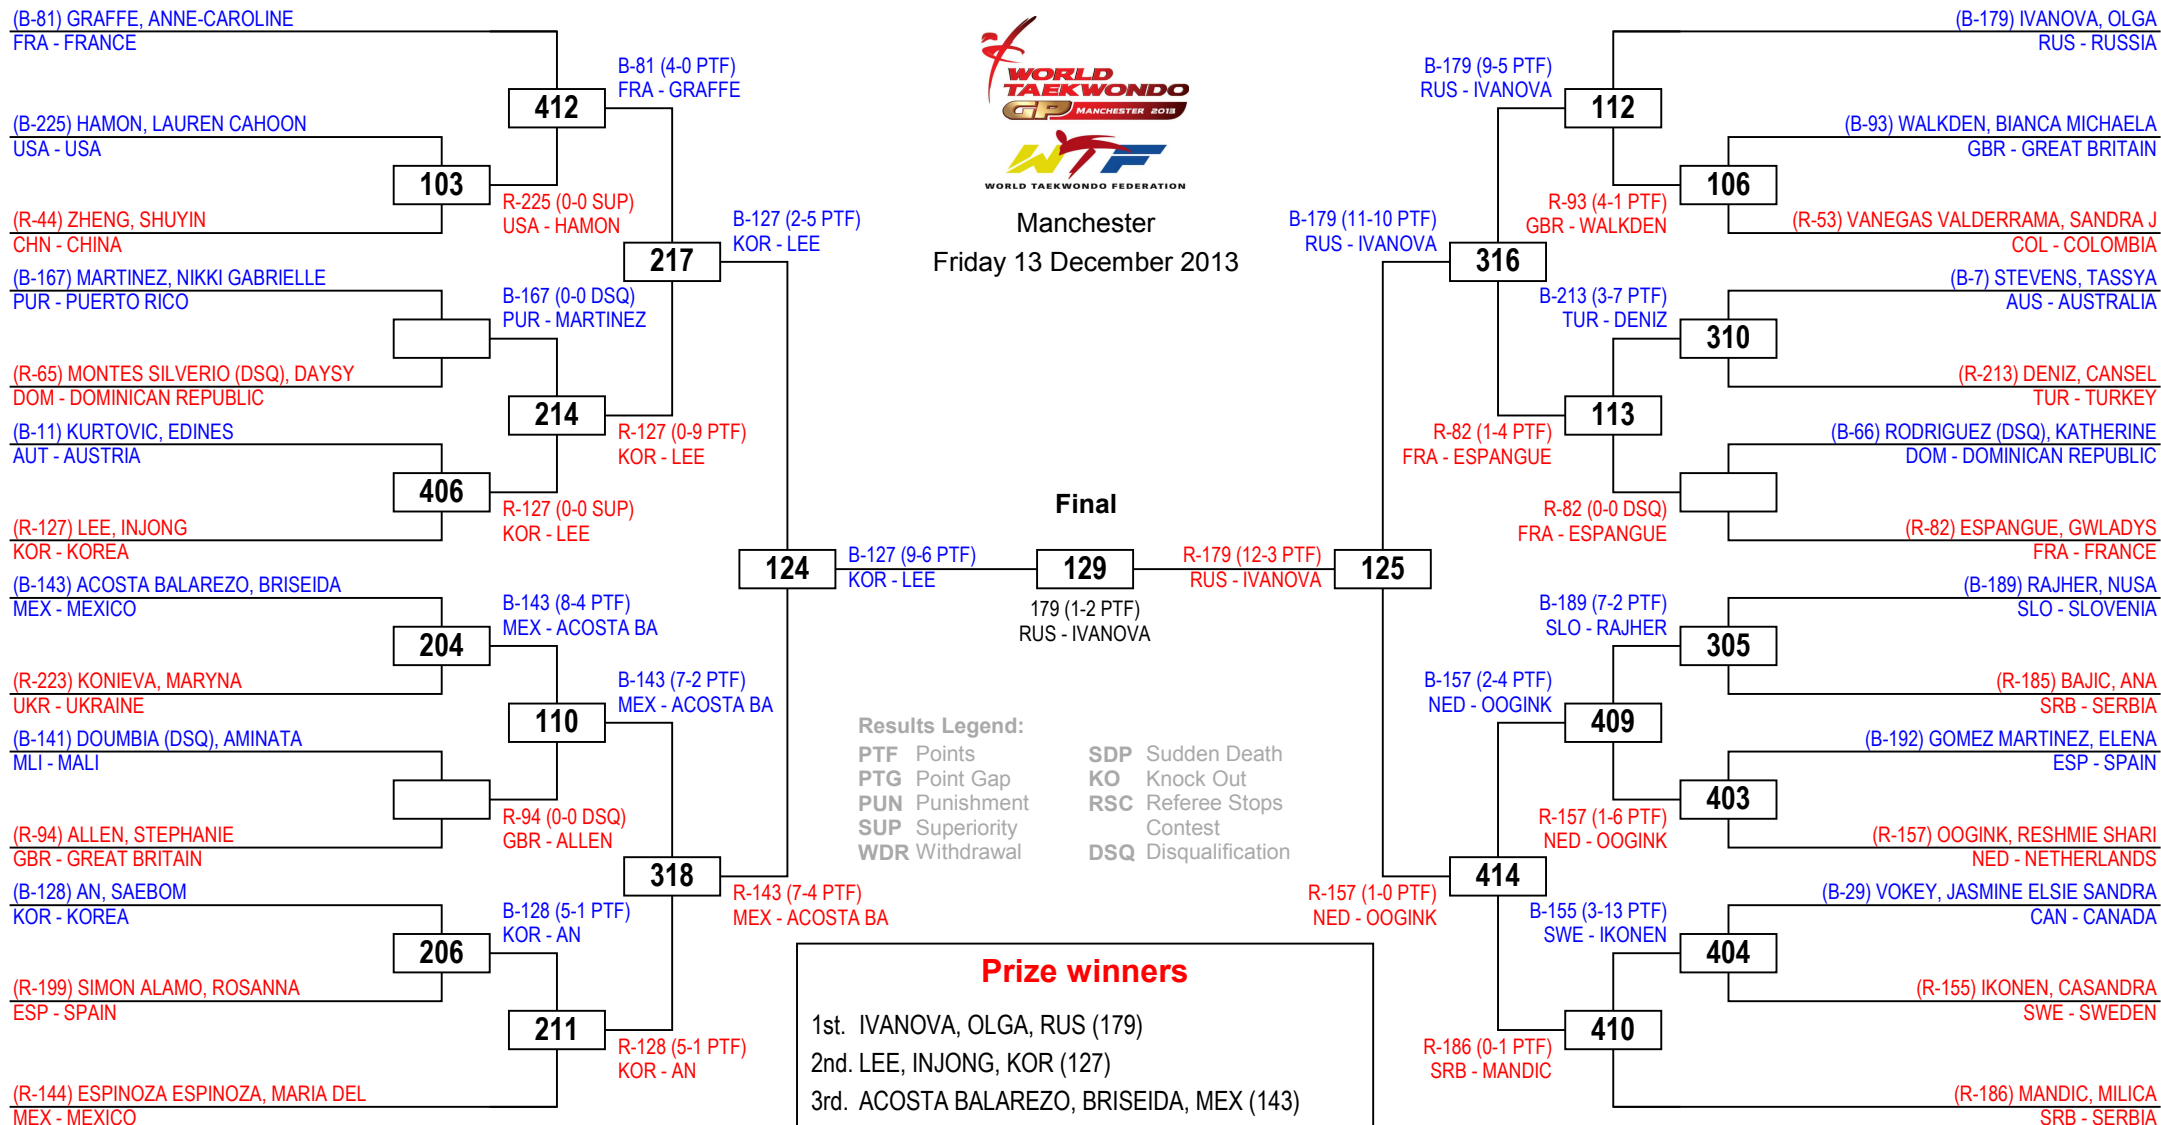 (B-81) GRAFFE, ANNE-CAROLINE
FRA - FRANCE
(B-225) HAMON, LAUREN CAHOON
USA - USA
(R-44) ZHENG, SHUYIN
CHN - CHINA
(B-167) MARTINEZ, NIKKI GABRIELLE
PUR - PUERTO RICO
(R-65) MONTES SILVERIO (DSQ), DAYSY
DOM - DOMINICAN REPUBLIC
(B-11) KURTOVIC, EDINES
AUT - AUSTRIA
(R-127) LEE, INJONG
KOR - KOREA
(B-143) ACOSTA BALAREZO, BRISEIDA
MEX - MEXICO
(R-223) KONIEVA, MARYNA
UKR - UKRAINE
(B-141) DOUMBIA (DSQ), AMINATA
MLI - MALI
(R-94) ALLEN, STEPHANIE
GBR - GREAT BRITAIN
(B-128) AN, SAEBOM
KOR - KOREA
(R-199) SIMON ALAMO, ROSANNA
ESP - SPAIN
(R-144) ESPINOZA ESPINOZA, MARIA DEL
MEX - MEXICO
103
406
204
206
R-225 (0-0 SUP)
USA - HAMON
B-167 (0-0 DSQ)
PUR - MARTINEZ
R-127 (0-0 SUP)
KOR - LEE
B-143 (8-4 PTF)
MEX - ACOSTA BA
R-94 (0-0 DSQ)
GBR - ALLEN
B-128 (5-1 PTF)
KOR - AN
412
214
110
211
B-81 (4-0 PTF)
FRA - GRAFFE
R-127 (0-9 PTF)
KOR - LEE
B-143 (7-2 PTF)
MEX - ACOSTA BA
R-128 (5-1 PTF)
KOR - AN
217
318
B-127 (2-5 PTF)
KOR - LEE
R-143 (7-4 PTF)
MEX - ACOSTA BA
124
B-127 (9-6 PTF)
KOR - LEE
WORLD
TAEKWONDO
GP MANCHESTER 2013
WTF
WORLD TAEKWONDO FEDERATION
Manchester
Friday 13 December 2013
Final
129
179 (1-2 PTF)
RUS - IVANOVA
R-179 (12-3 PTF)
RUS - IVANOVA
125
B-179 (11-10 PTF)
RUS - IVANOVA
R-157 (1-0 PTF)
NED - OOGINK
316
414
B-179 (9-5 PTF)
RUS - IVANOVA
R-82 (1-4 PTF)
FRA - ESPANGUE
B-157 (2-4 PTF)
NED - OOGINK
R-186 (0-1 PTF)
SRB - MANDIC
112
113
409
410
R-93 (4-1 PTF)
GBR - WALKDEN
B-213 (3-7 PTF)
TUR - DENIZ
R-82 (0-0 DSQ)
FRA - ESPANGUE
B-189 (7-2 PTF)
SLO - RAJHER
R-157 (1-6 PTF)
NED - OOGINK
B-155 (3-13 PTF)
SWE - IKONEN
106
310
305
403
404
(B-179) IVANOVA, OLGA
RUS - RUSSIA
(B-93) WALKDEN, BIANCA MICHAELA
GBR - GREAT BRITAIN
(R-53) VANEGAS VALDERRAMA, SANDRA J
COL - COLOMBIA
(B-7) STEVENS, TASSYA
AUS - AUSTRALIA
(R-213) DENIZ, CANSEL
TUR - TURKEY
(B-66) RODRIGUEZ (DSQ), KATHERINE
DOM - DOMINICAN REPUBLIC
(R-82) ESPANGUE, GWLADYS
FRA - FRANCE
(B-189) RAJHER, NUSA
SLO - SLOVENIA
(R-185) BAJIC, ANA
SRB - SERBIA
(B-192) GOMEZ MARTINEZ, ELENA
ESP - SPAIN
(R-157) OOGINK, RESHMIE SHARI
NED - NETHERLANDS
(B-29) VOKEY, JASMINE ELSIE SANDRA
CAN - CANADA
(R-155) IKONEN, CASANDRA
SWE - SWEDEN
(R-186) MANDIC, MILICA
SRB - SERBIA
Results Legend:
PTF Points
PTG Point Gap
PUN Punishment
SUP Superiority
WDR Withdrawal
SDP Sudden Death
KO Knock Out
RSC Referee Stops
Contest
DSQ Disqualification
Prize winners
1st. IVANOVA, OLGA, RUS (179)
2nd. LEE, INJONG, KOR (127)
3rd. ACOSTA BALAREZO, BRISEIDA, MEX (143)